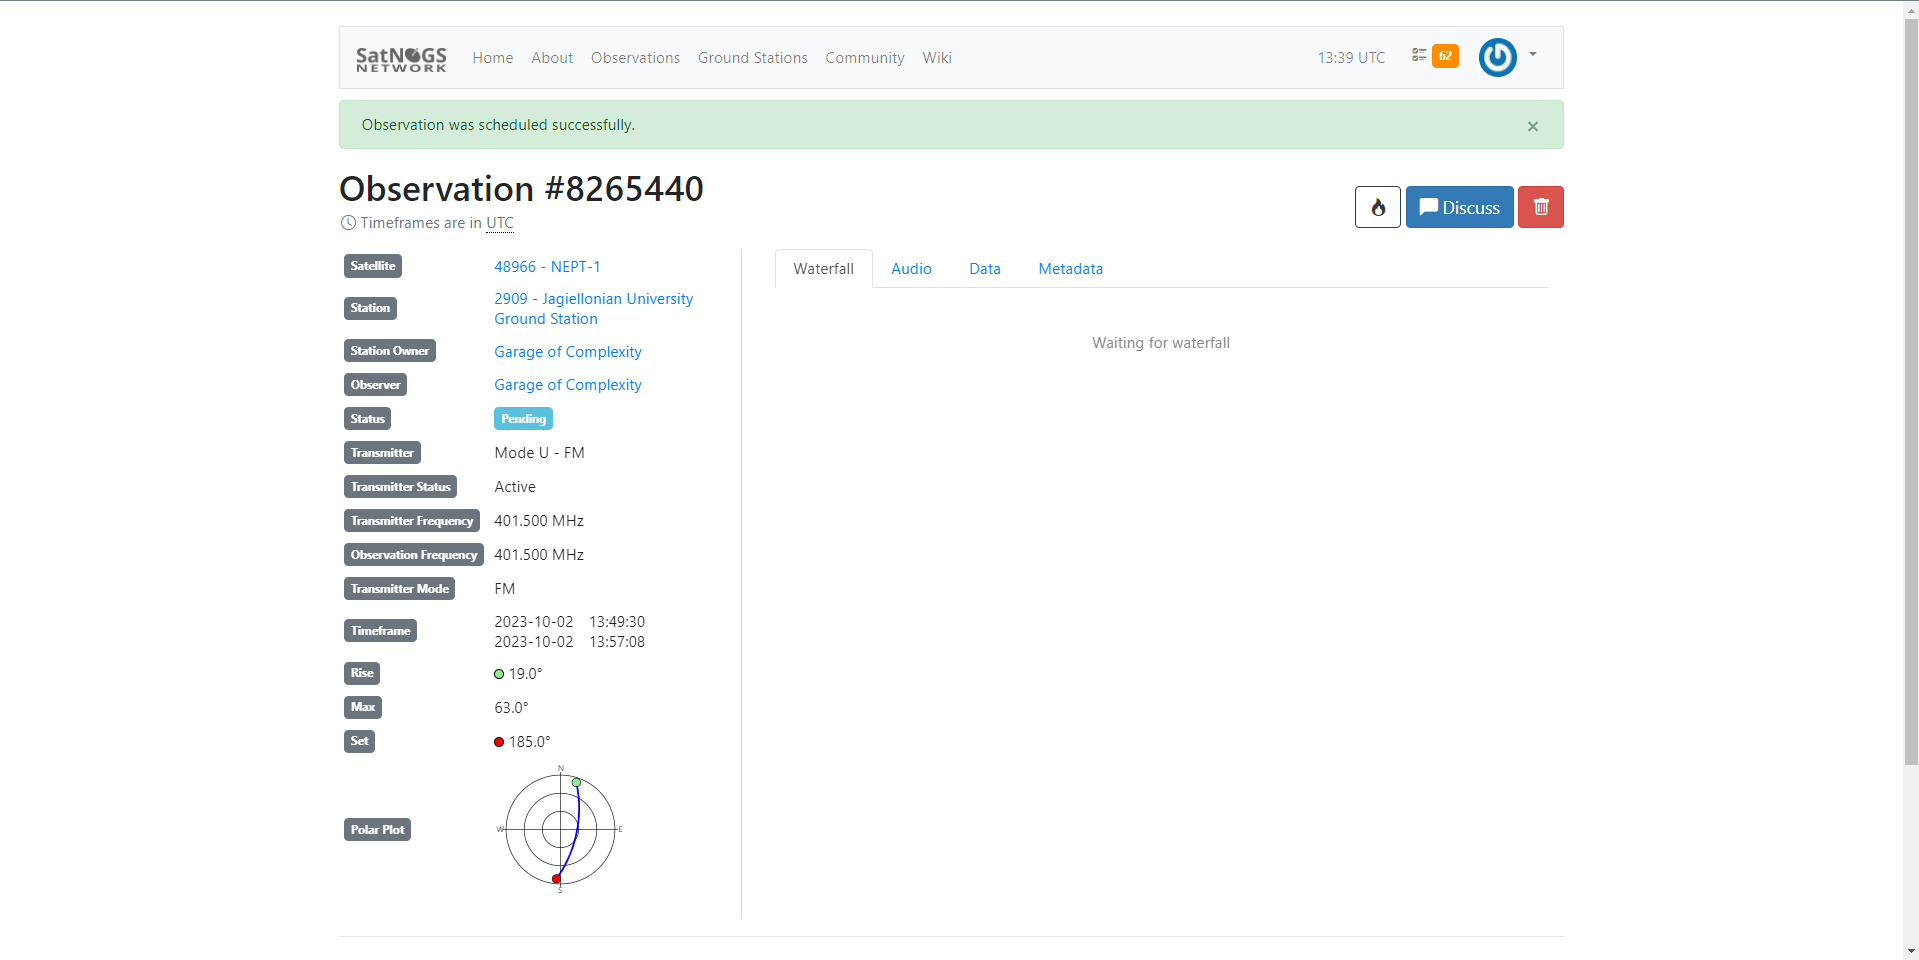 SatNOGS
NETWORK
Home About Observations Ground Stations Community Wiki
13:39 UTC 62
Observation was scheduled successfully. ×
Observation #8265440
Timeframes are in UTC
Discuss
Satellite 48966 - NEPT-1
Station 2909 - Jagiellonian University
Ground Station
Station Owner Garage of Complexity
Observer Garage of Complexity
Status Pending
Transmitter Mode U - FM
Transmitter Status Active
Transmitter Frequency 401.500 MHz
Observation Frequency 401.500 MHz
Transmitter Mode FM
Timeframe 2023-10-02 13:49:30
2023-10-02 13:57:08
Rise 19.0°
Max 63.0°
Set 185.0°
Polar Plot
N
W E
S
Waterfall Audio Data Metadata
Waiting for waterfall